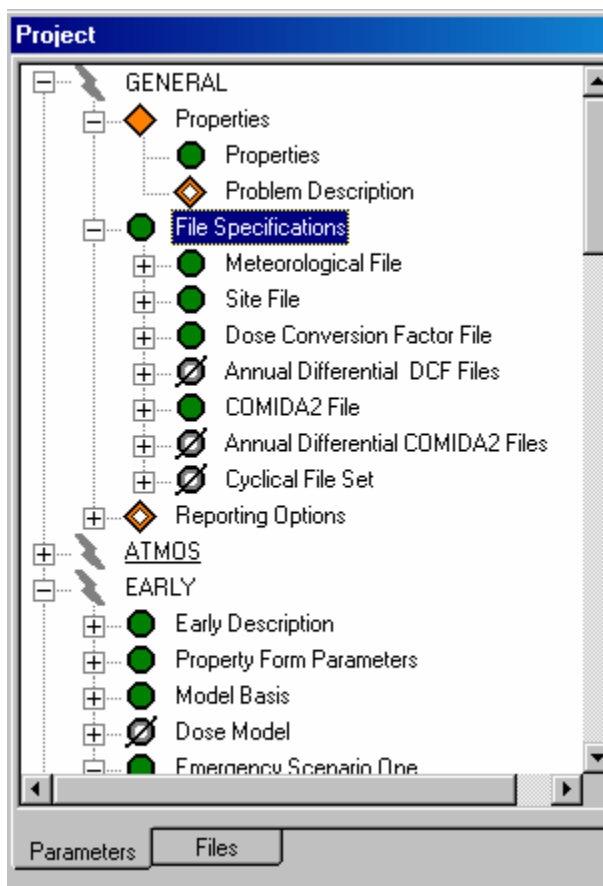 Project
GENERAL
Properties
Properties
Problem Description
File Specifications
Meteorological File
Site File
Dose Conversion Factor File
Annual Differential DCF Files
COMIDA2 File
Annual Differential COMIDA2 Files
Cyclical File Set
Reporting Options
ATMOS
EARLY
Early Description
Property Form Parameters
Model Basis
Dose Model
Emergency Scenario One
Parameters Files